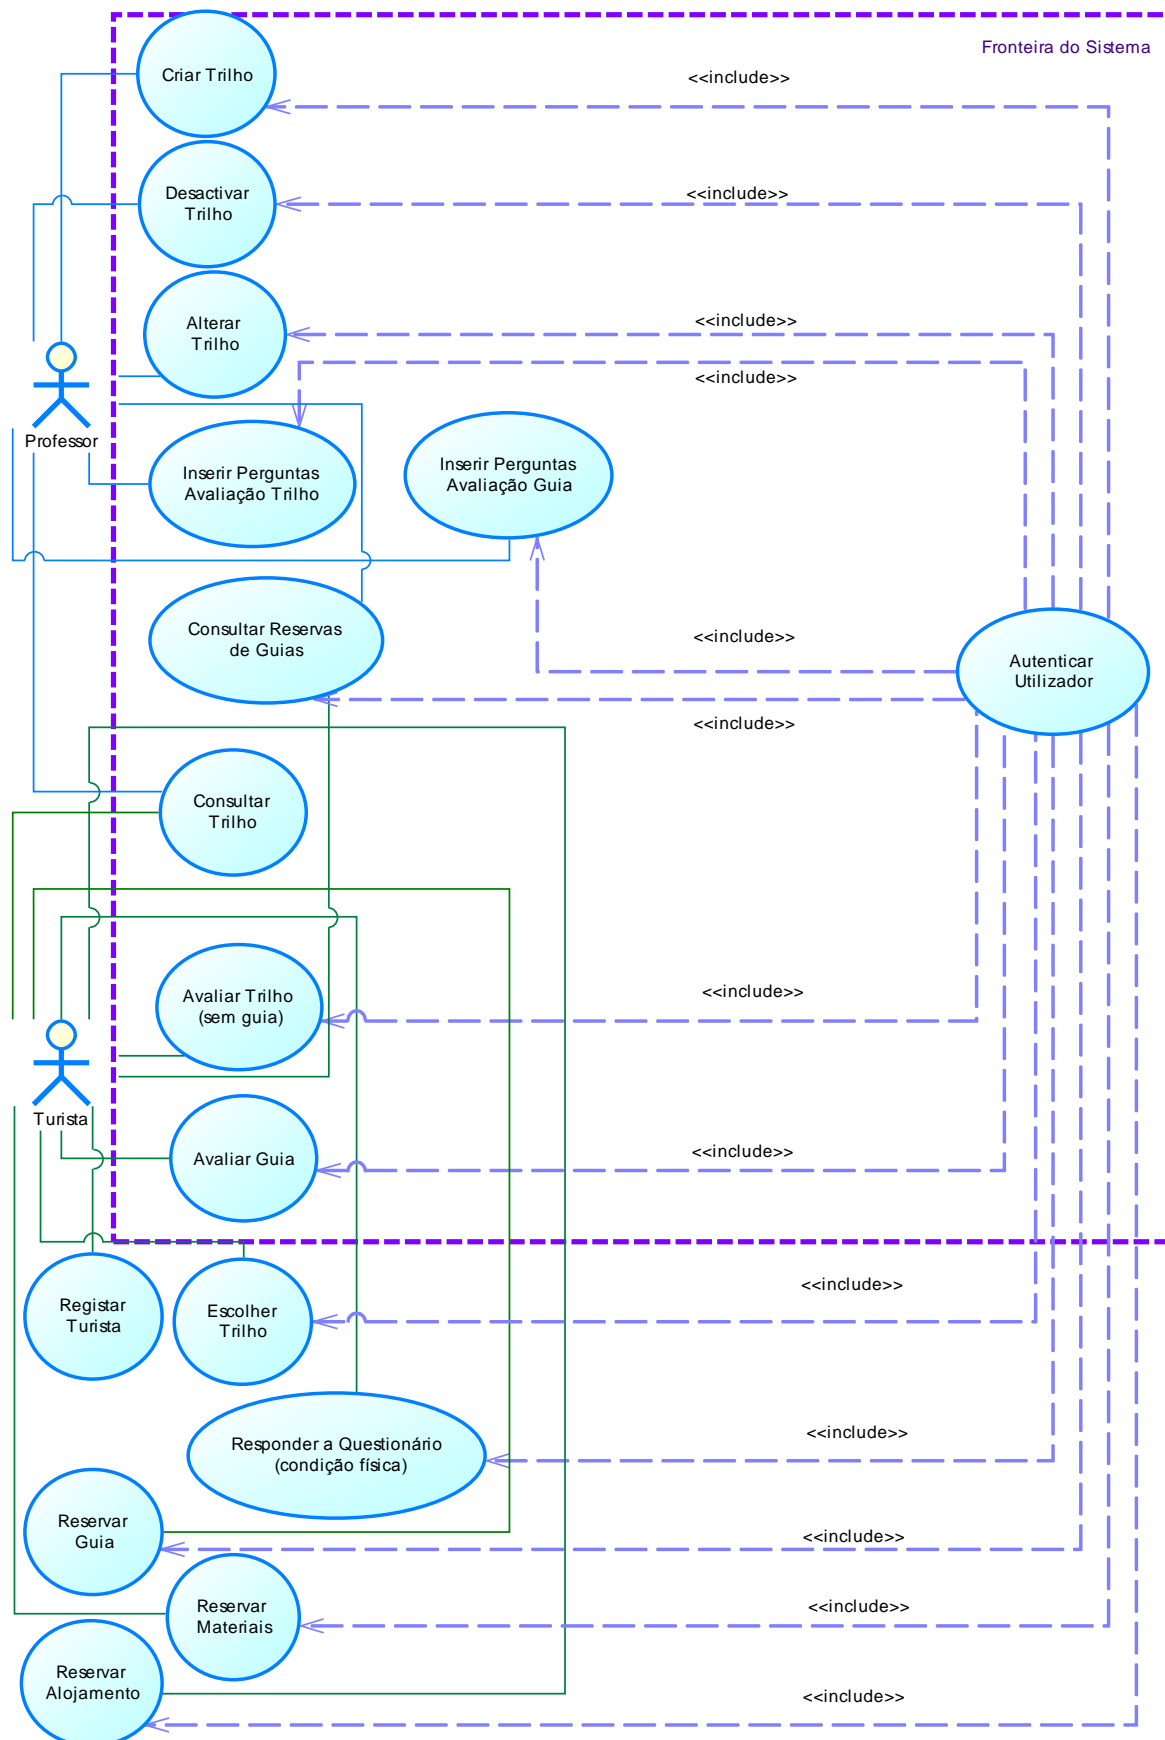 Fronteira do Sistema
Criar Trilho
<<include>>
Desactivar
Trilho
<<include>>
Alterar
Trilho
<<include>>
<<include>>
Professor
Inserir Perguntas
Avaliação Trilho
Inserir Perguntas
Avaliação Guia
Consultar Reservas
de Guias
<<include>>
Autenticar
Utilizador
<<include>>
Consultar
Trilho
Avaliar Trilho
(sem guia)
<<include>>
Turista
Avaliar Guia
<<include>>
Registar
Turista
Escolher
Trilho
<<include>>
Responder a Questionário
(condição física)
<<include>>
Reservar
Guia
<<include>>
Reservar
Materiais
<<include>>
Reservar
Alojamento
<<include>>